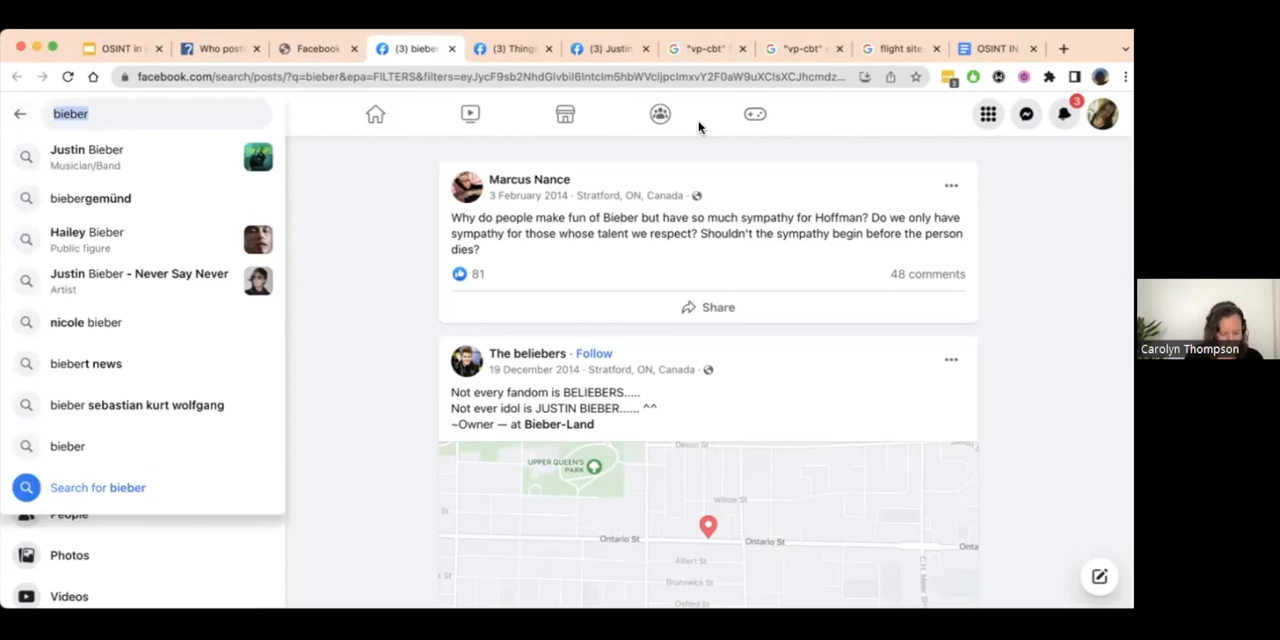 OSINT in
Who post
Facebook
(3) bieber
(3) Thing
(3) Justin
"vp-cbt"
"vp-cbt"
flight site
OSINT IN
facebook.com/search/posts/?q=bieber&epa=FILTERS&filters=
bieber
3
Justin Bieber
Musician/Band
biebergemünd
Hailey Bieber
Public figure
Justin Bieber - Never Say Never
Artist
nicole bieber
biebert news
bieber sebastian kurt wolfgang
bieber
Search for bieber
People
Photos
Videos
Marcus Nance
3 February 2014 · Stratford, ON, Canada ·
Why do people make fun of Bieber but have so much sympathy for Hoffman? Do we only have
sympathy for those whose talent we respect? Shouldn't the sympathy begin before the person
dies?
81
48 comments
Share
The beliebers · Follow
19 December 2014 · Stratford, ON, Canada ·
Not every fandom is BELIEBERS.....
Not ever idol is JUSTIN BIEBER...... ^^
~Owner — at Bieber-Land
Devon St
UPPER QUEEN'S
PARK
Willow St
Ontario St
Ontario St
Albert St
Brunswick St
Oxford St
Carolyn Thompson